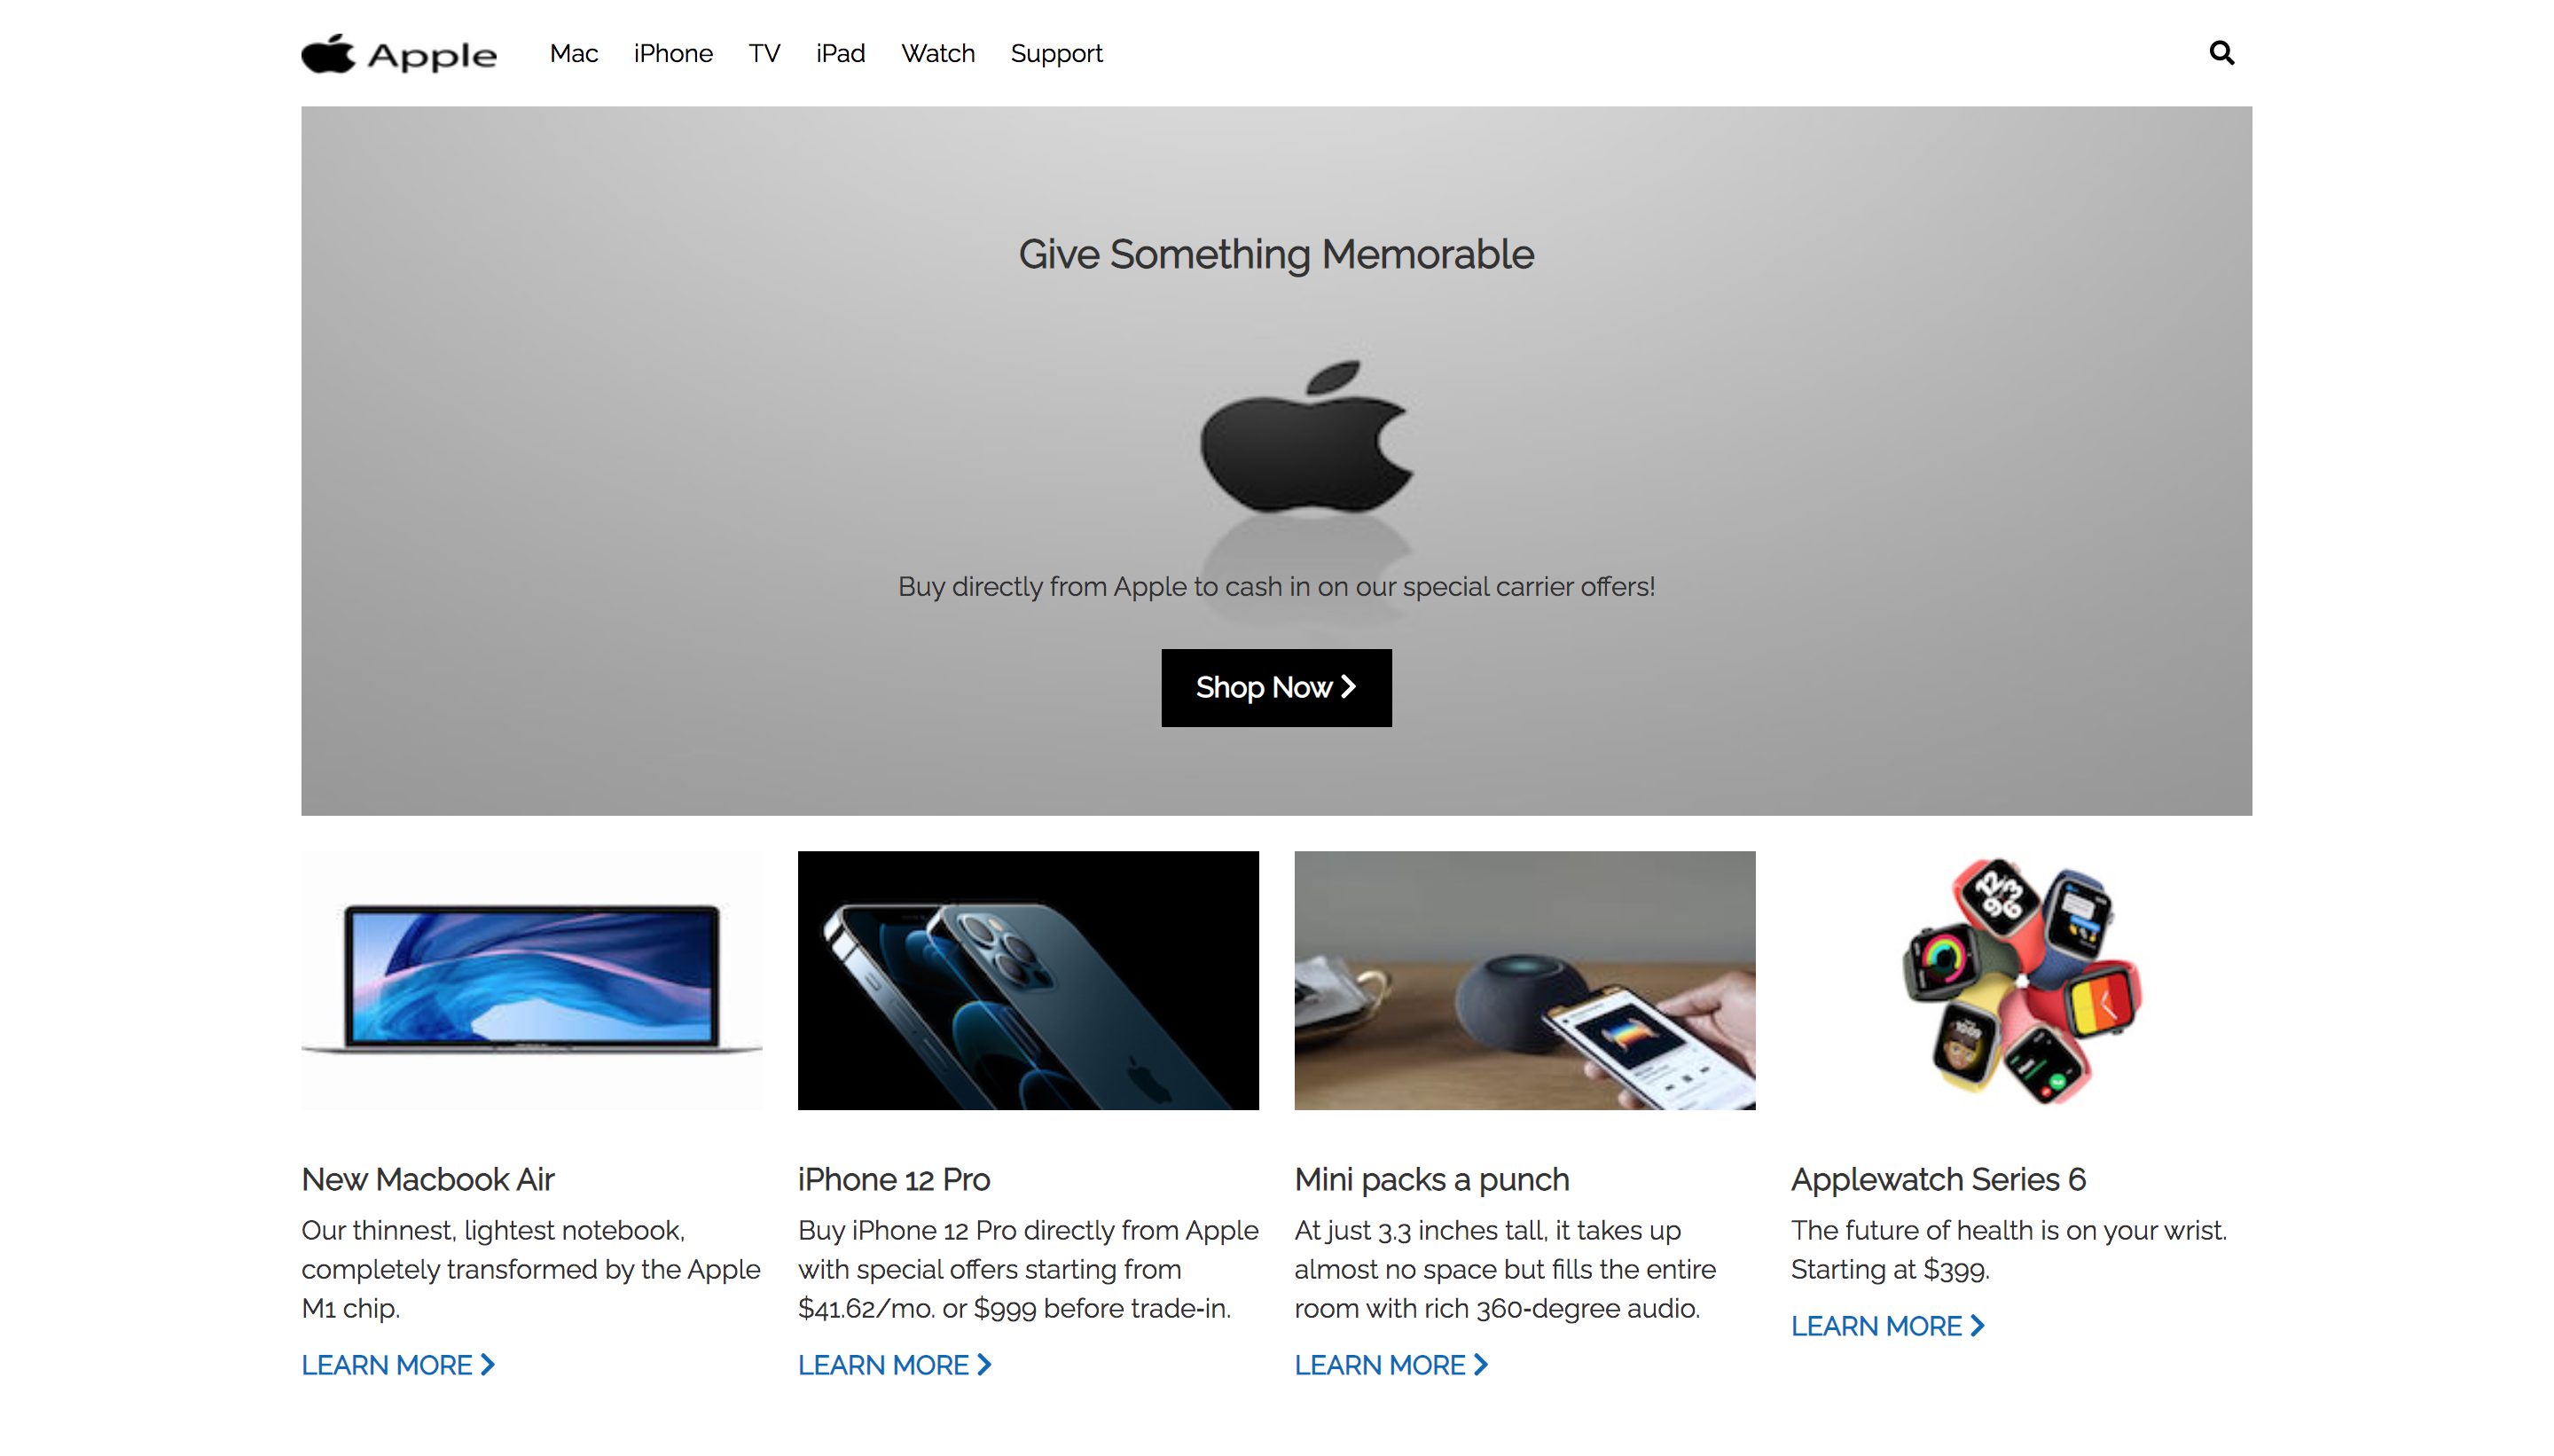 Apple
Mac iPhone TV iPad Watch Support
Give Something Memorable
Buy directly from Apple to cash in on our special carrier offers!
Shop Now
New Macbook Air
Our thinnest, lightest notebook,
completely transformed by the Apple
M1 chip.
LEARN MORE
iPhone 12 Pro
Buy iPhone 12 Pro directly from Apple
with special offers starting from
$41.62/mo. or $999 before trade-in.
LEARN MORE
Mini packs a punch
At just 3.3 inches tall, it takes up
almost no space but fills the entire
room with rich 360-degree audio.
LEARN MORE
12 3
9 6
Applewatch Series 6
The future of health is on your wrist.
Starting at $399.
LEARN MORE